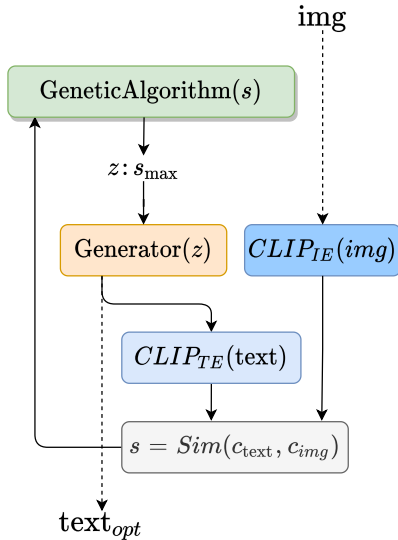 img
GeneticAlgorithm(s)
z: s_max
Generator(z)
CLIP_IE(img)
CLIP_TE(text)
s = Sim(c_text, c_img)
text_opt